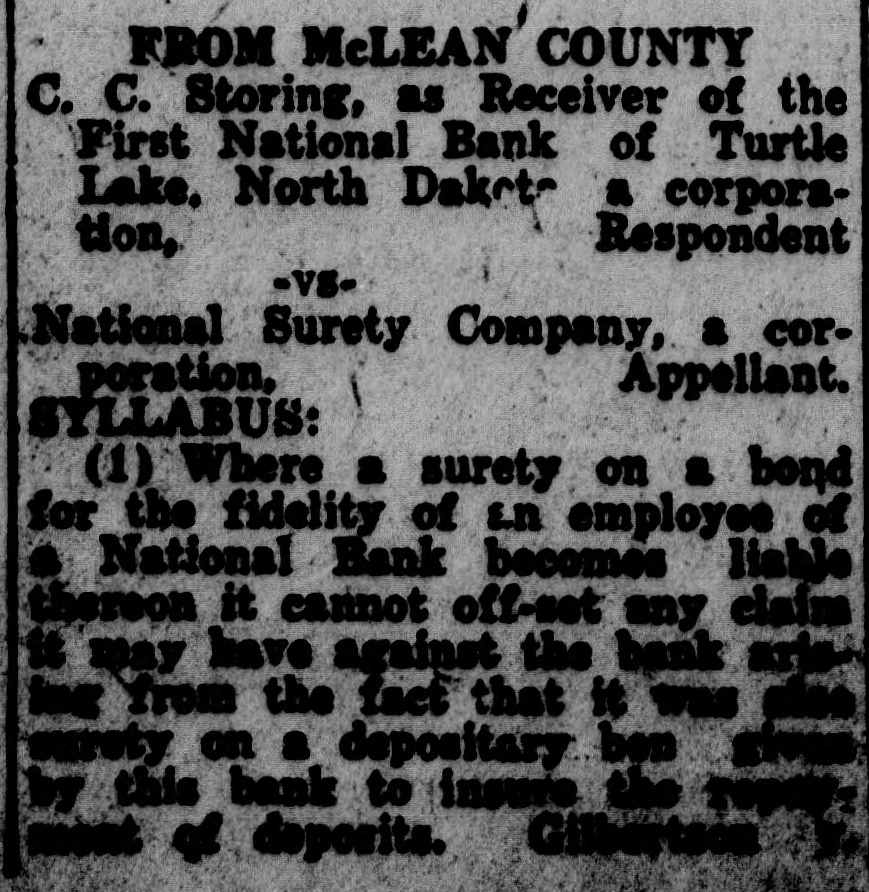 FROM McLEAN COUNTY
C. C. Storing, as Receiver of the
First National Bank of Turtle
Lake, North Dakota a corpora-
tion, Respondent
-vs-
National Surety Company, a cor-
poration, Appellant.
SYLLABUS:
(1) Where a surety on a bond
for the fidelity of an employee of
a National Bank becomes liable
thereon it cannot off-set any claim
it may have against the bank aris-
ing from the fact that it was also
surety on a depositary bon given
by this bank to insure the repay-
ment of deposits. Gilbertson v.